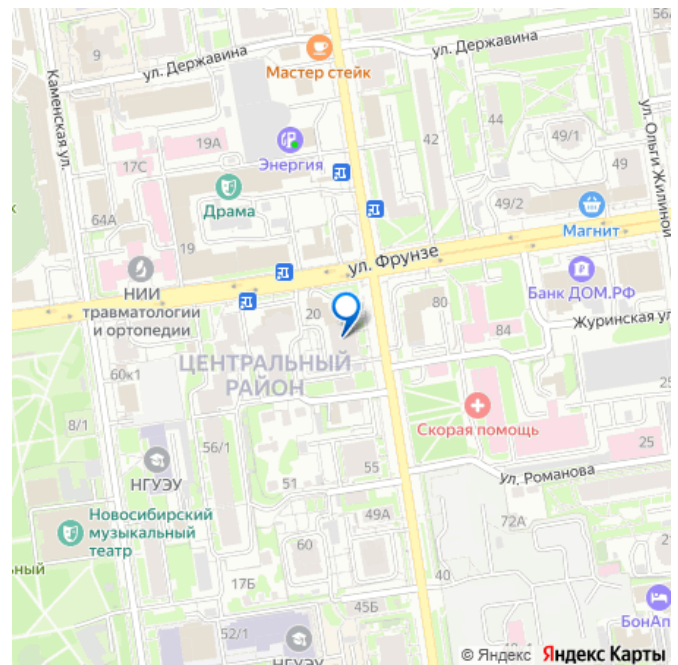 56А
9
ул. Державина
Мастер стейк
ул. Державина
Каменская ул.
ул. Ольги Жилиной
44
42
49/1
19А
17С
Энергия
49
49/2
Драма
64А
Магнит
19
ул. Фрунзе
НИИ
травматологии
и ортопедии
Банк ДОМ.РФ
20
80
84
Журинская ул
ЦЕНТРАЛЬНЫЙ
РАЙОН
60к1
8/1
Скорая помощь
56/1
25
НГУЭУ
55
51
ул. Романова
49А
Новосибирский
музыкальный
театр
72А
60
ный
17Б
40
45Б
БонАп
52/1
НГУЭУ
© Яндекс Яндекс Карты